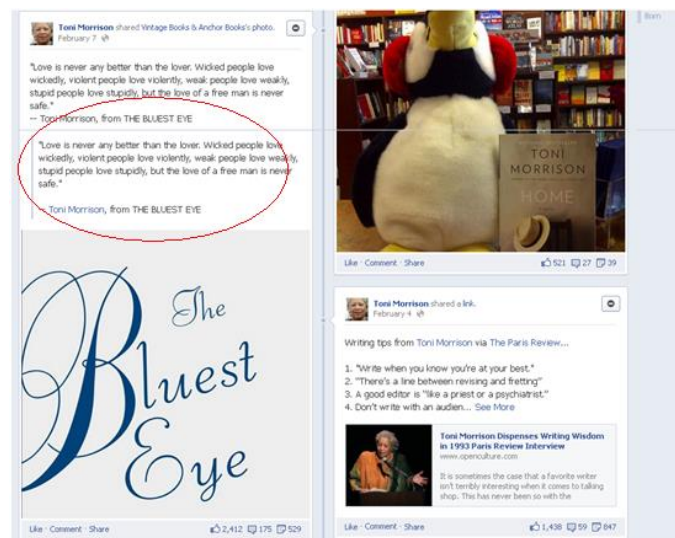 Toni Morrison shared Vintage Books & Anchor Books's photo.
February 7
"Love is never any better than the lover. Wicked people love
wickedly, violent people love violently, weak people love weakly,
stupid people love stupidly, but the love of a free man is never
safe."
-- Toni Morrison, from THE BLUEST EYE
"Love is never any better than the lover. Wicked people love
wickedly, violent people love violently, weak people love weakly,
stupid people love stupidly, but the love of a free man is never
safe."
-- Toni Morrison, from THE BLUEST EYE
The
Bluest
Eye
Like · Comment · Share 2,412 175 529
Born
TONI
MORRISON
HOME
Like · Comment · Share 521 27 39
Toni Morrison shared a link.
February 4
Writing tips from Toni Morrison via The Paris Review...
1. "Write when you know you're at your best."
2. "There's a line between revising and fretting"
3. A good editor is "like a priest or a psychiatrist."
4. Don't write with an audien... See More
Toni Morrison Dispenses Writing Wisdom
in 1993 Paris Review Interview
www.openculture.com
It is sometimes the case that a favorite writer
isn't terribly interesting when it comes to talking
shop. This has never been so with the
Like · Comment · Share 1,438 59 847